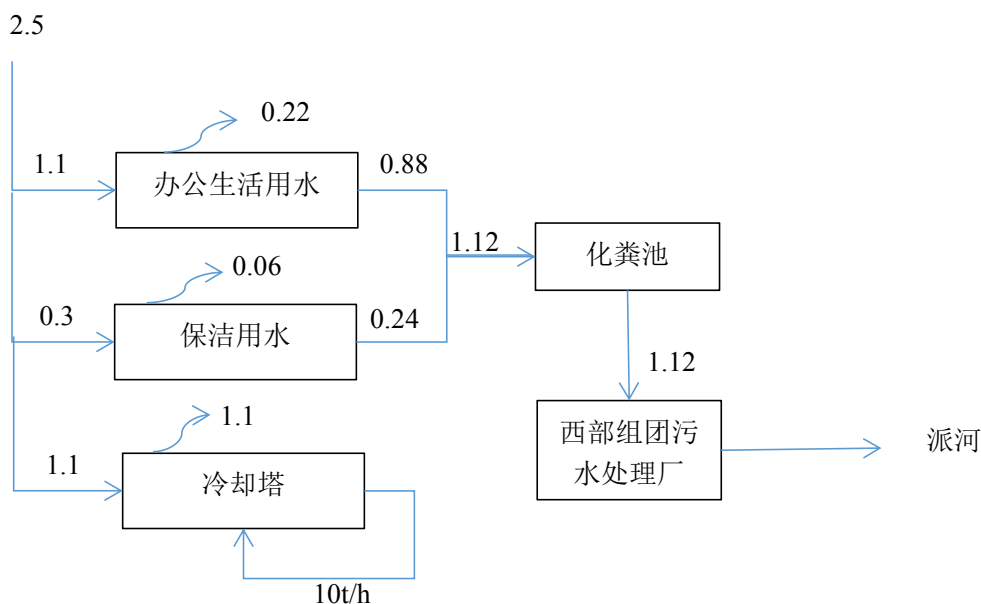 2.5
0.22
1.1
办公生活用水
0.88
1.12
化粪池
0.06
0.3
保洁用水
0.24
1.12
1.1
西部组团污
水处理厂
派河
1.1
冷却塔
10t/h